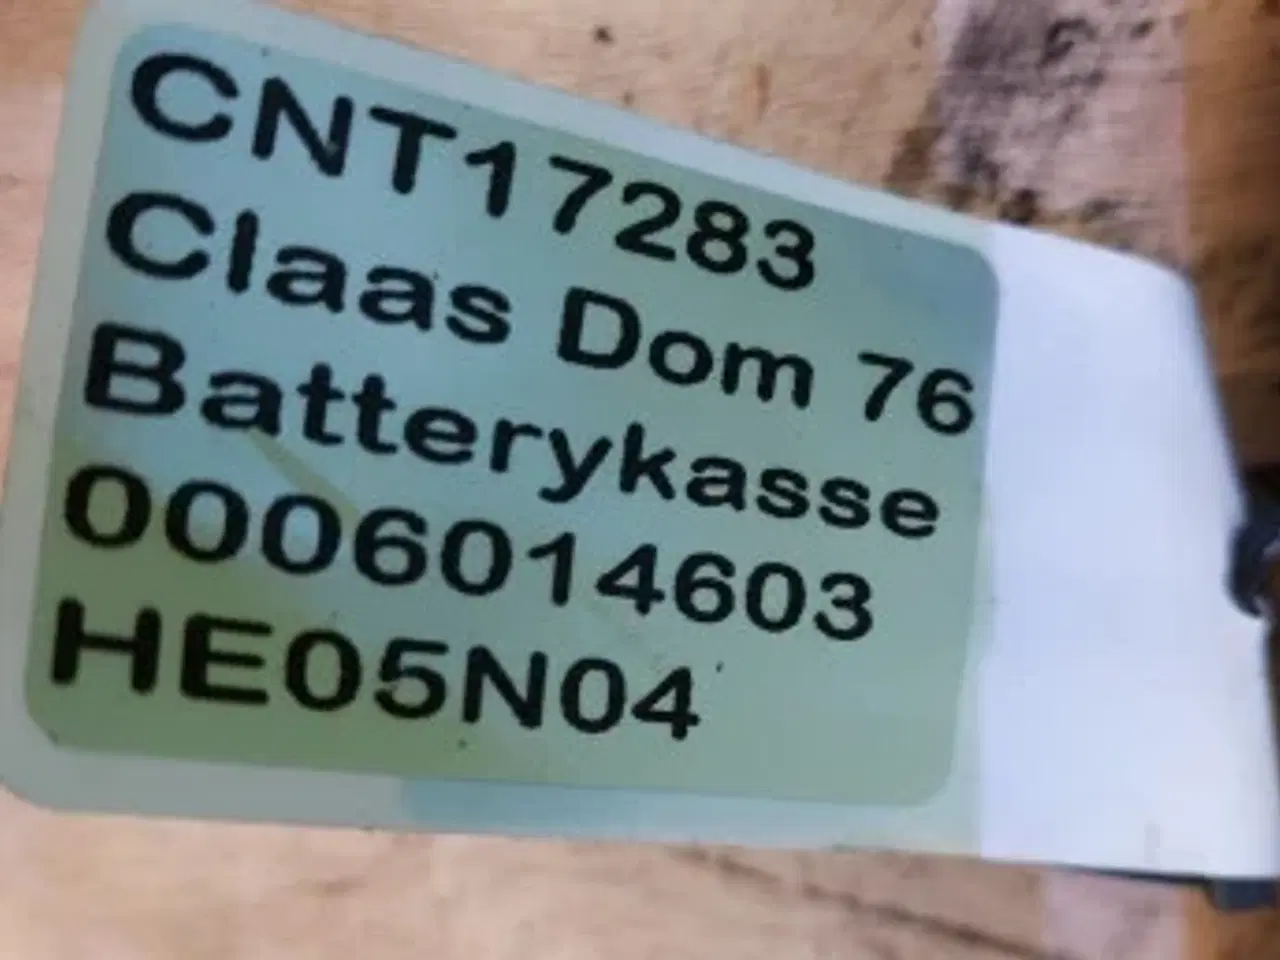 CNT17283
Claas Dom 76
Batterykasse
0006014603
HE05N04